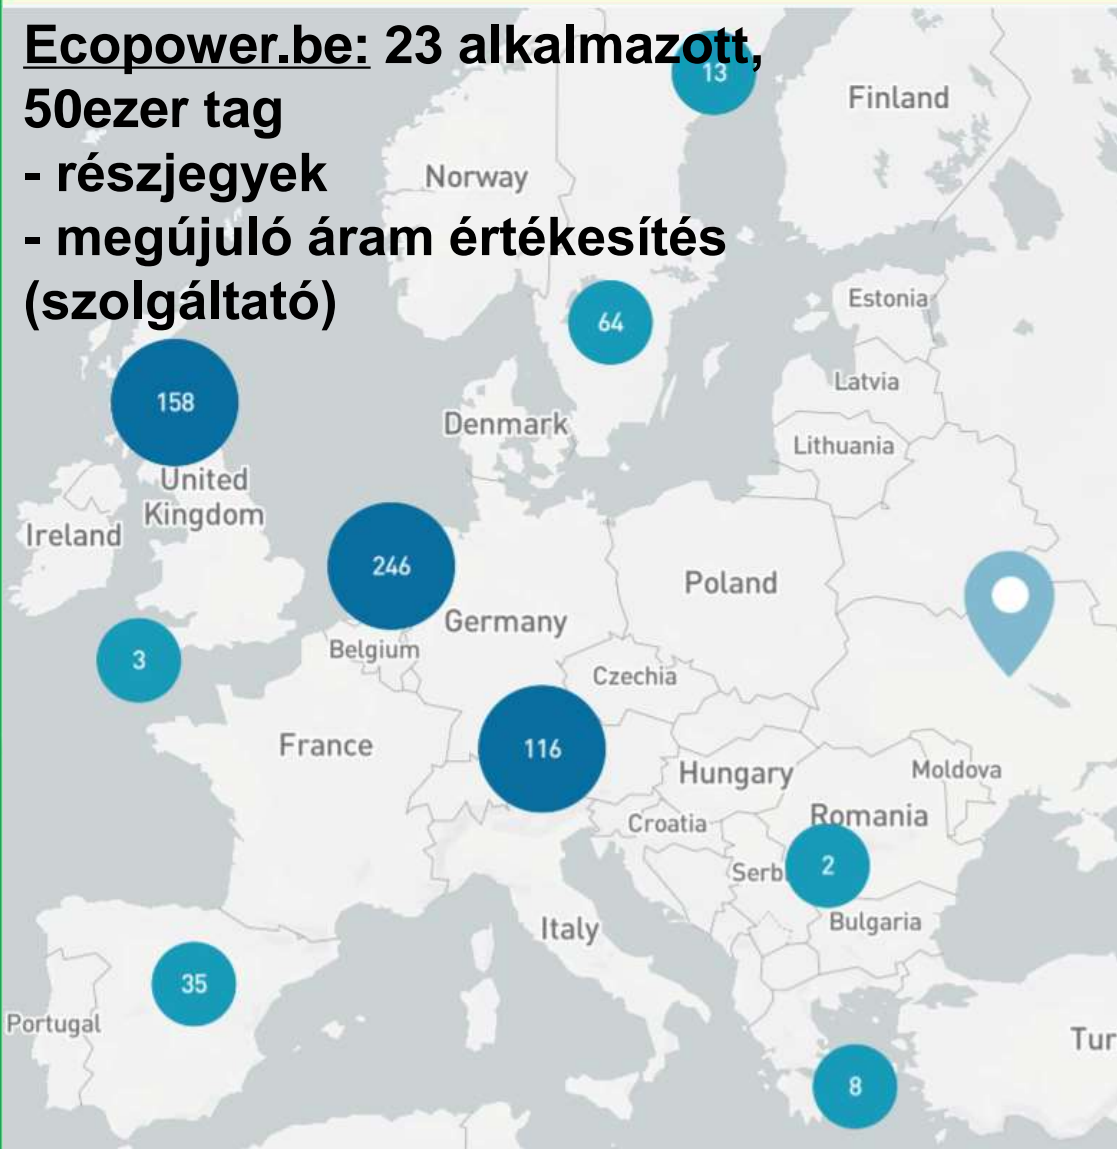 Ecopower.be: 23 alkalmazott,
50ezer tag
- részjegyek
- megújuló áram értékesítés
(szolgáltató)
13
Finland
Norway
Estonia
64
Latvia
158
Denmark
Lithuania
United
Kingdom
Ireland
246
Poland
Germany
Belgium
3
Czechia
France
116
Hungary
Moldova
Romania
Croatia
Serb
2
Bulgaria
Italy
35
Portugal
Tur
8